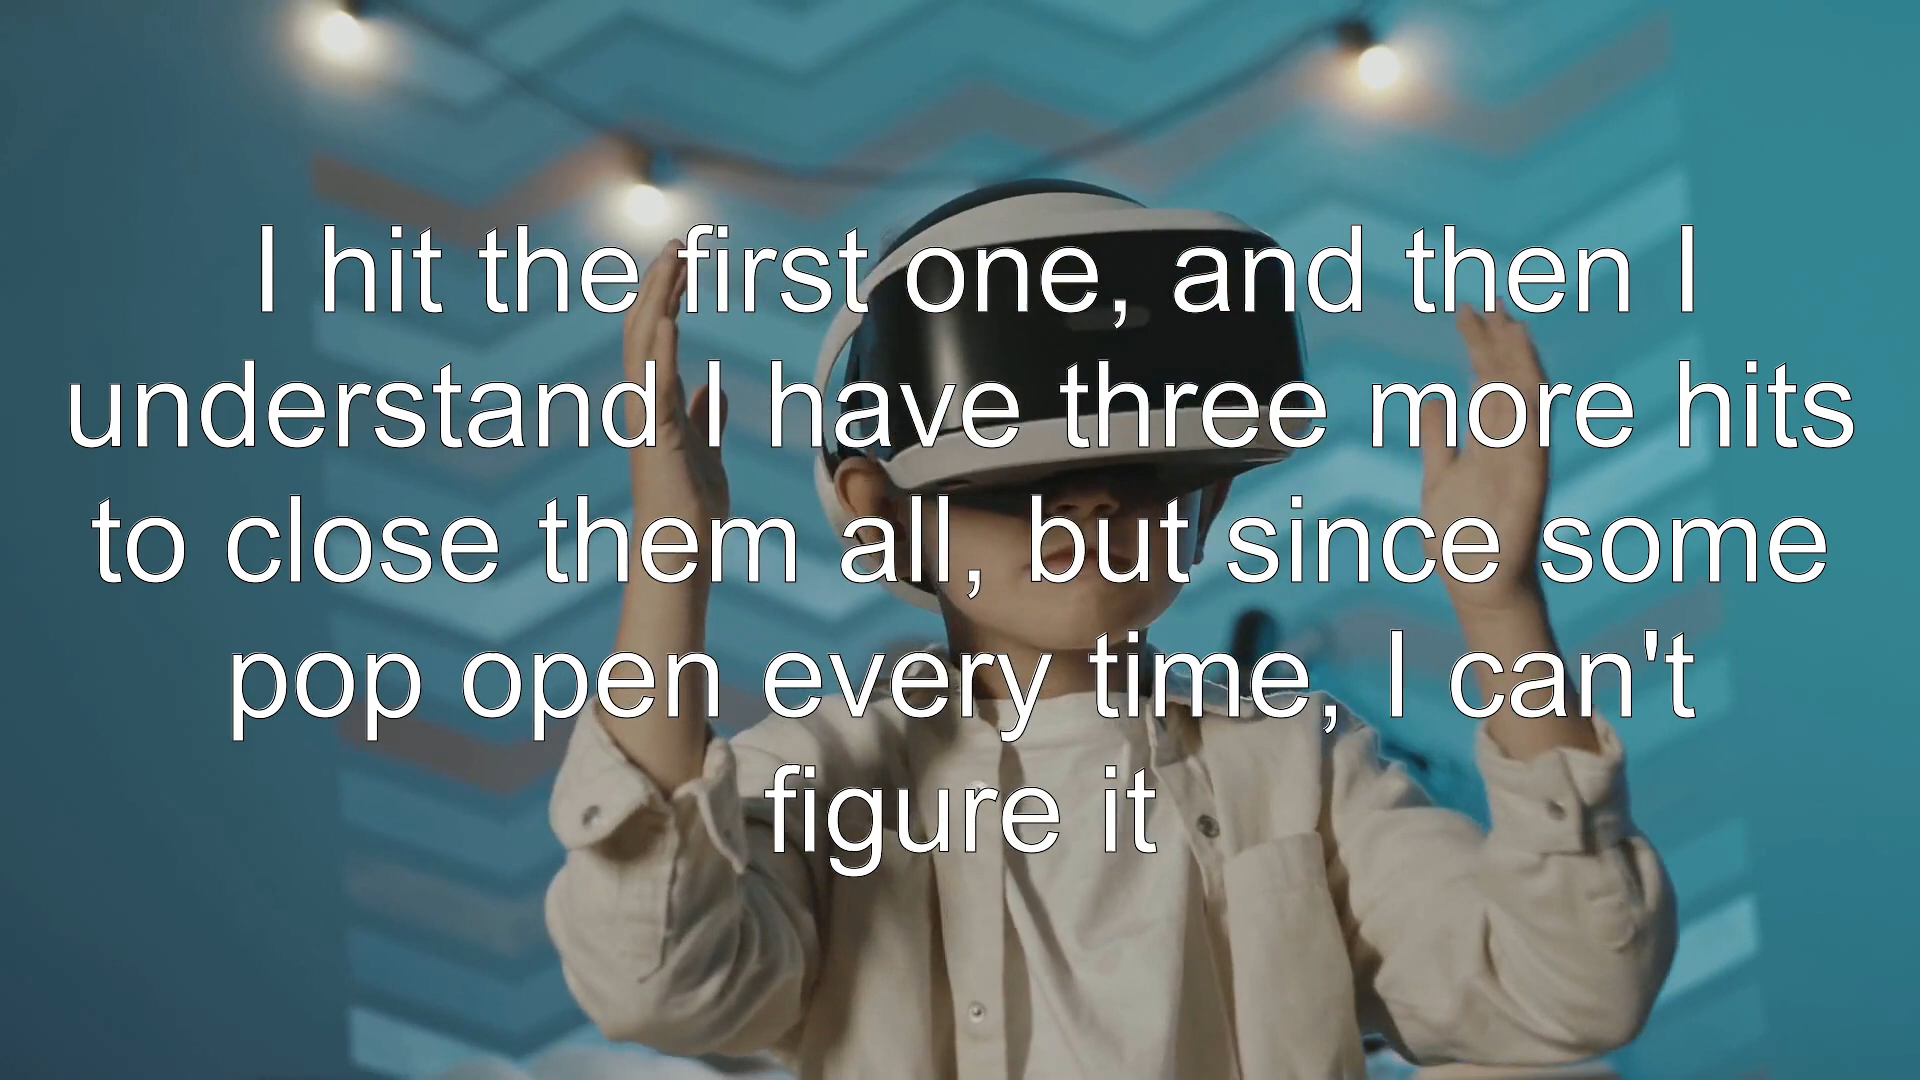 I hit the first one, and then I
understand I have three more hits
to close them all, but since some
pop open every time, I can't
figure it